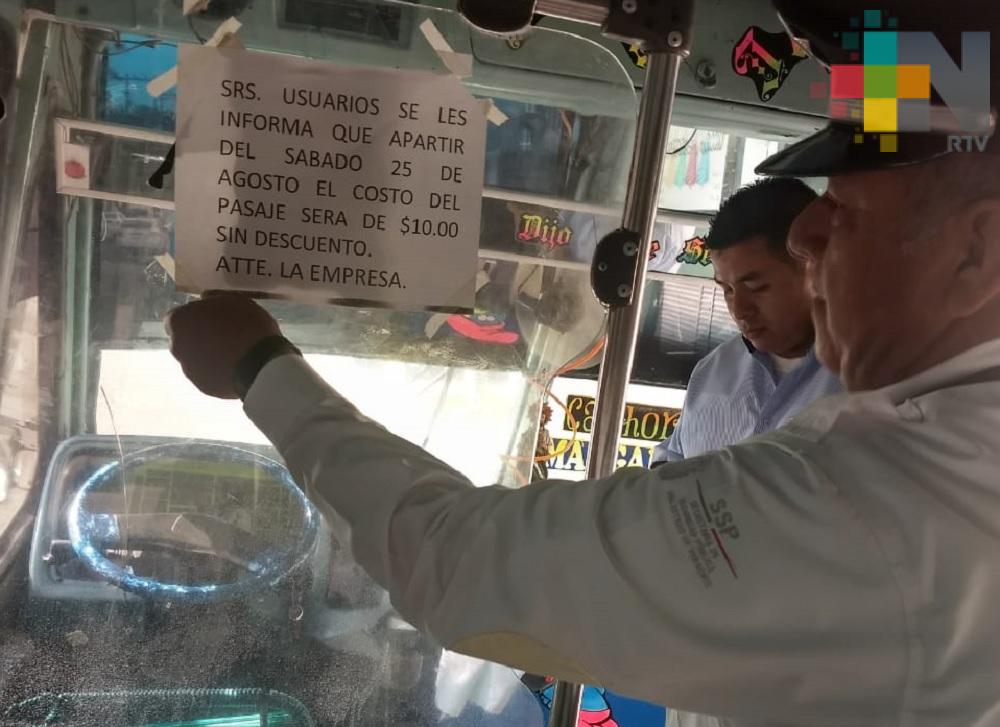 SRS. USUARIOS SE LES
INFORMA QUE APARTIR
DEL SABADO 25 DE
AGOSTO EL COSTO DEL
PASAJE SERA DE $10.00
SIN DESCUENTO.
ATTE. LA EMPRESA.
Dijo
SSP
N
RTV